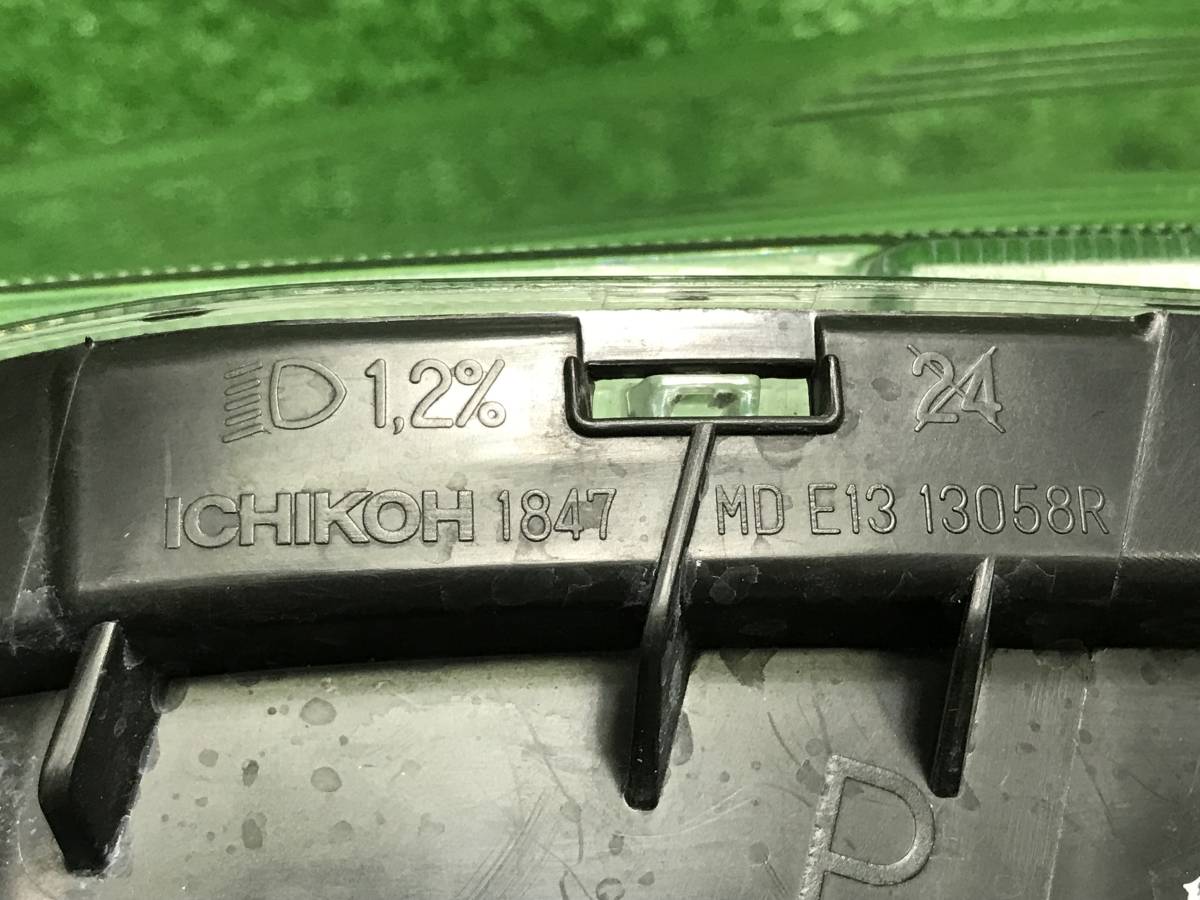 1,2% 24
ICHIKOH 1847 MD E13 13058R
P